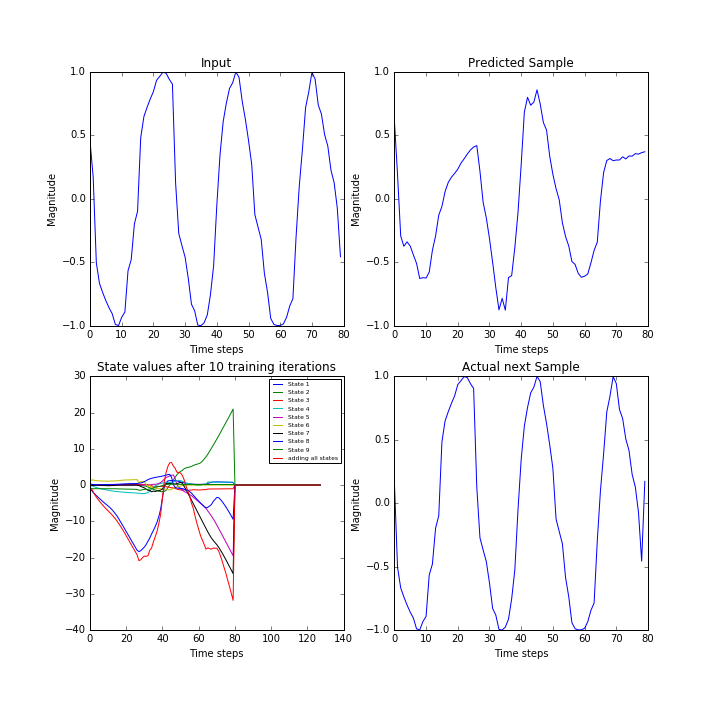 Input
1.0
0.5
0.0
−0.5
−1.0
Magnitude
0 10 20 30 40 50 60 70 80
Time steps
Predicted Sample
1.0
0.5
0.0
−0.5
−1.0
Magnitude
0 10 20 30 40 50 60 70 80
Time steps
State values after 10 training iterations
30
20
10
0
−10
−20
−30
−40
Magnitude
0 20 40 60 80 100 120 140
Time steps
State 1
State 2
State 3
State 4
State 5
State 6
State 7
State 8
State 9
adding all states
Actual next Sample
1.0
0.5
0.0
−0.5
−1.0
Magnitude
0 10 20 30 40 50 60 70 80
Time steps